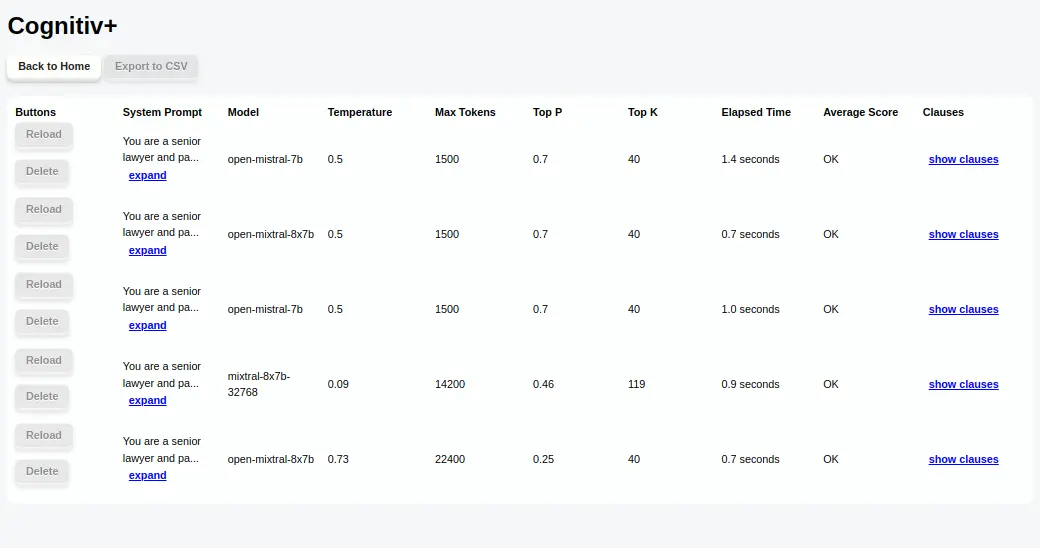 Cognitiv+
Back to Home Export to CSV
Buttons System Prompt Model Temperature Max Tokens Top P Top K Elapsed Time Average Score Clauses
Reload
Delete
You are a senior
lawyer and pa...
expand
open-mistral-7b 0.5 1500 0.7 40 1.4 seconds OK show clauses
Reload
Delete
You are a senior
lawyer and pa...
expand
open-mixtral-8x7b 0.5 1500 0.7 40 0.7 seconds OK show clauses
Reload
Delete
You are a senior
lawyer and pa...
expand
open-mistral-7b 0.5 1500 0.7 40 1.0 seconds OK show clauses
Reload
Delete
You are a senior
lawyer and pa...
expand
mixtral-8x7b-
32768
0.09 14200 0.46 119 0.9 seconds OK show clauses
Reload
Delete
You are a senior
lawyer and pa...
expand
open-mixtral-8x7b 0.73 22400 0.25 40 0.7 seconds OK show clauses